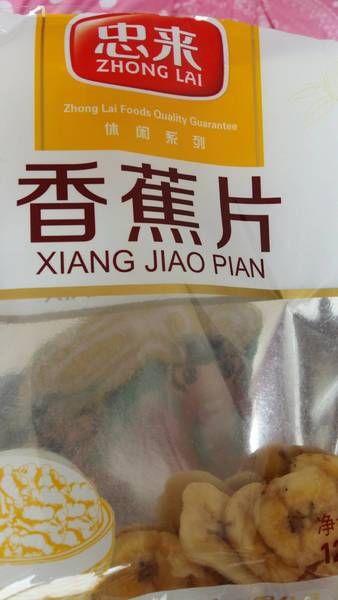 忠来
ZHONG LAI
Zhong Lai Foods Quality Guarantee
休闲系列
香蕉片
XIANG JIAO PIAN
净
12